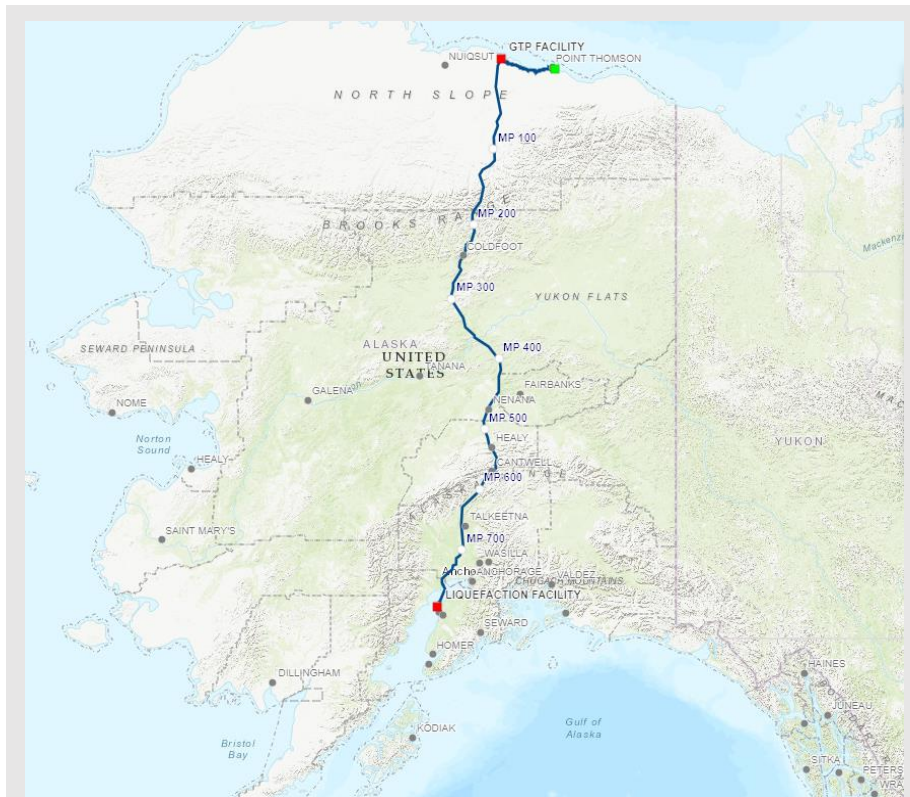 GTP FACILITY
NUIQSUT
POINT THOMSON
NORTH SLOPE
MP 100
MP 200
BROOKS RANGE
COLDFOOT
Mackenzie
MP 300
YUKON FLATS
ALASKA
MP 400
SEWARD PENINSULA
UNITED
STATES
TANANA
GALENA
FAIRBANKS
NENANA
NOME
MP 500
Norton
Sound
HEALY
YUKON
HEALY
CANTWELL
MP 600
TALKEETNA
SAINT MARY'S
MP 700
WASILLA
ANCHORAGE
VALDEZ
CHUGACH MOUNTAINS
LIQUEFACTION FACILITY
SEWARD
HOMER
HAINES
DILLINGHAM
JUNEAU
KODIAK
Gulf of
Alaska
Bristol
Bay
SITKA
PETERS
WRA